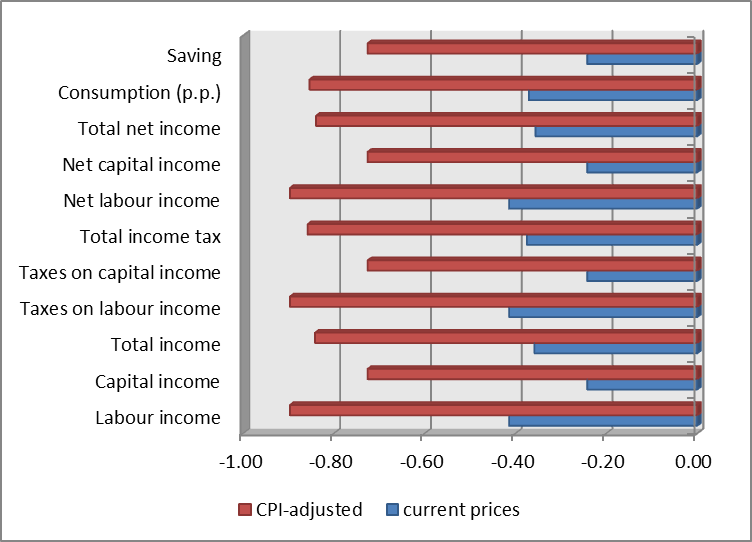 Saving
Consumption (p.p.)
Total net income
Net capital income
Net labour income
Total income tax
Taxes on capital income
Taxes on labour income
Total income
Capital income
Labour income
-1.00 -0.80 -0.60 -0.40 -0.20 0.00
CPI-adjusted current prices